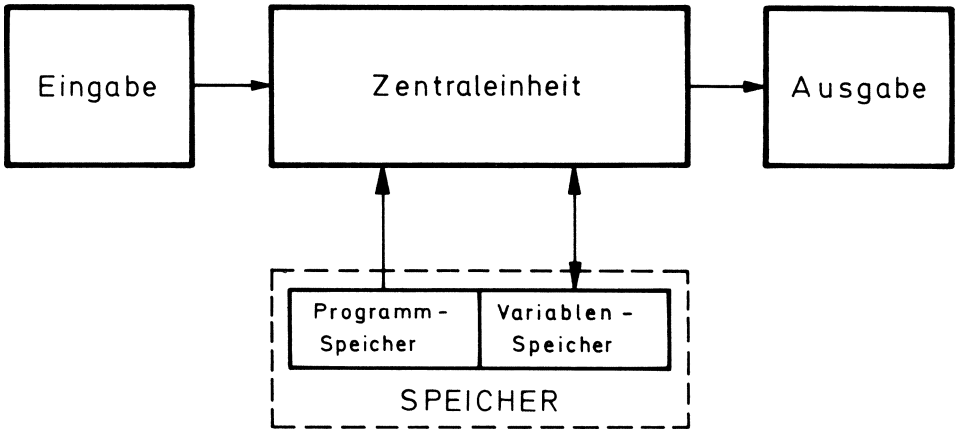 Eingabe
Zentraleinheit
Ausgabe
Programm-
Speicher
Variablen-
Speicher
SPEICHER